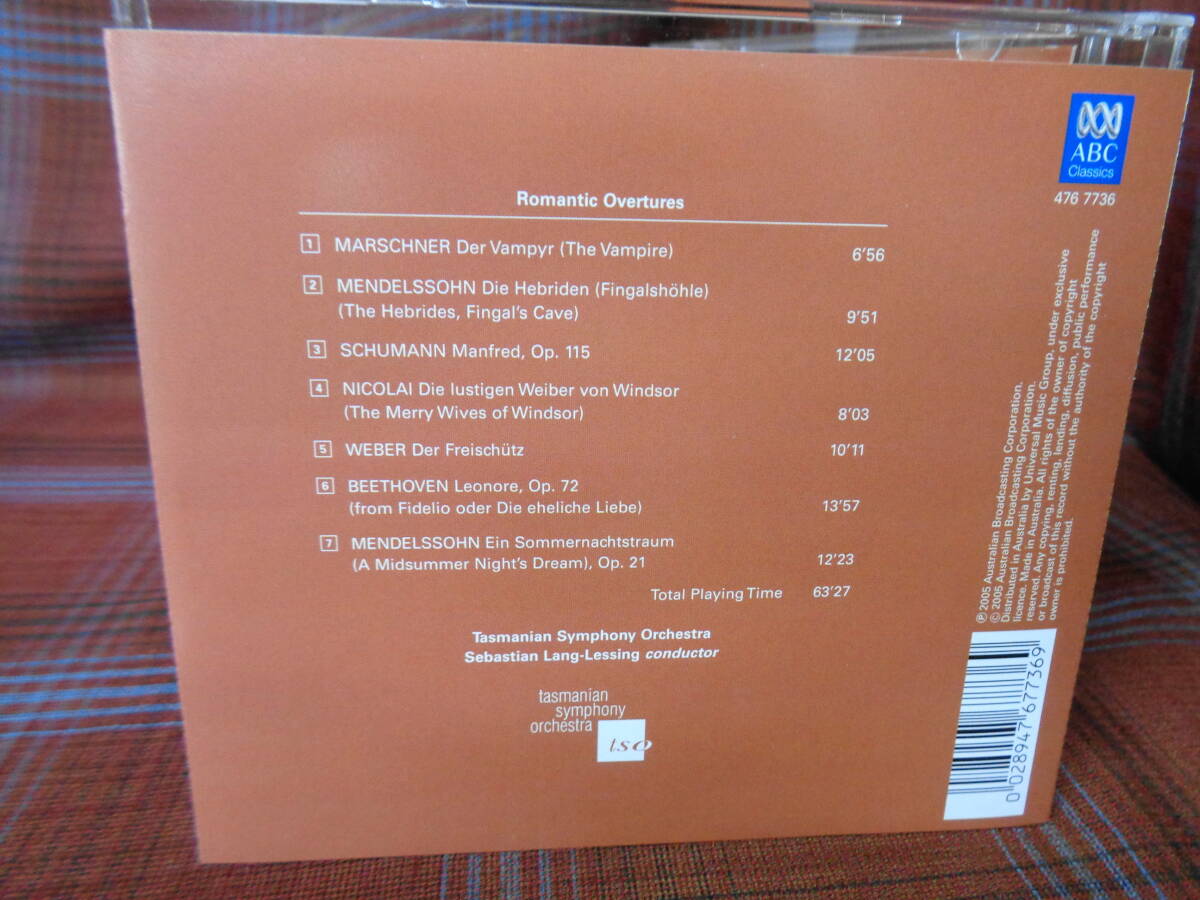 Romantic Overtures
1 MARSCHNER Der Vampyr (The Vampire) 6'56
2 MENDELSSOHN Die Hebriden (Fingalshöhle)
(The Hebrides, Fingal's Cave) 9'51
3 SCHUMANN Manfred, Op. 115 12'05
4 NICOLAI Die lustigen Weiber von Windsor
(The Merry Wives of Windsor) 8'03
5 WEBER Der Freischütz 10'11
6 BEETHOVEN Leonore, Op. 72
(from Fidelio oder Die eheliche Liebe) 13'57
7 MENDELSSOHN Ein Sommernachtstraum
(A Midsummer Night's Dream), Op. 21 12'23
Total Playing Time 63'27
Tasmanian Symphony Orchestra
Sebastian Lang-Lessing conductor
tasmanian
symphony
orchestra
tso
ABC
Classics
476 7736
℗ 2005 Australian Broadcasting Corporation.
© 2005 Australian Broadcasting Corporation.
Distributed in Australia by Universal Music Group, under exclusive
licence. Made in Australia. All rights of the owner of copyright
reserved. Any copying, renting, lending, diffusion, public performance
or broadcast of this record without the authority of the copyright
owner is prohibited.
0 028947 677369